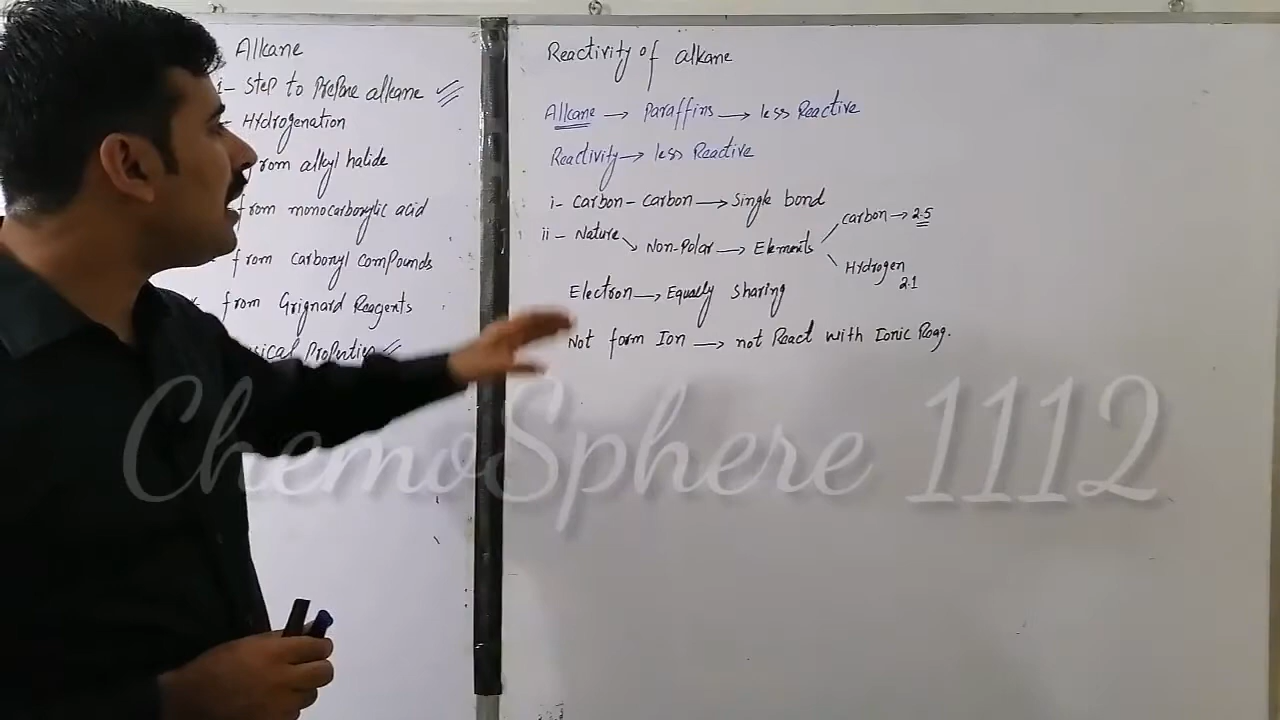 Alkane
i- Step to Prepare alkane
- Hydrogenation
from alkyl halide
from monocarboxylic acid
from carbonyl compounds
from Grignard Reagents
Reactivity of alkane
Alkane → Paraffins → less Reactive
Reactivity → less Reactive
i- Carbon - Carbon → Single bond
ii- Nature → Non-Polar → Elements
carbon → 2.5
Hydrogen
2.1
Electron → Equally sharing
Not form Ion → not React with Ionic Reag.
ChemoSphere 1112